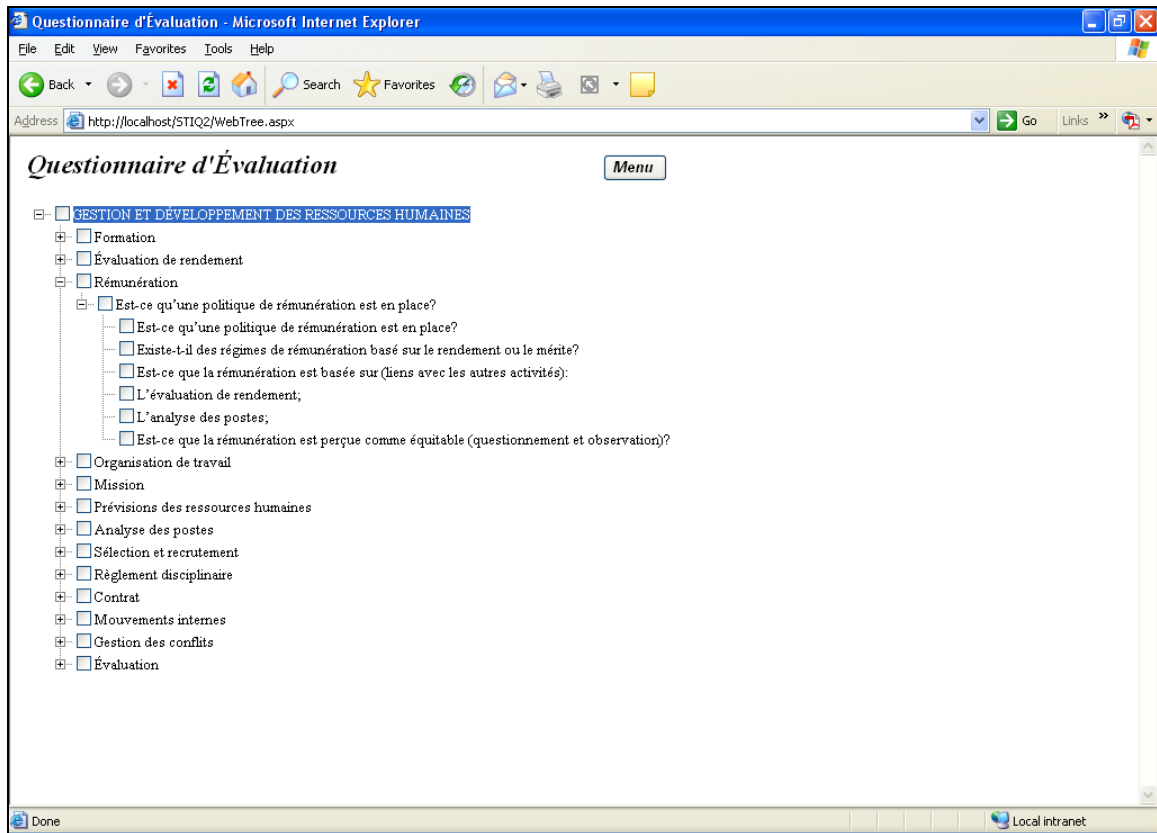 Questionnaire d'Évaluation - Microsoft Internet Explorer
File Edit View Favorites Tools Help
Back Search Favorites
Address http://localhost/STIQ2/WebTree.aspx Go Links »
Questionnaire d'Évaluation Menu
GESTION ET DÉVELOPPEMENT DES RESSOURCES HUMAINES
Formation
Évaluation de rendement
Rémunération
Est-ce qu’une politique de rémunération est en place?
Est-ce qu’une politique de rémunération est en place?
Existe-t-il des régimes de rémunération basé sur le rendement ou le mérite?
Est-ce que la rémunération est basée sur (liens avec les autres activités):
L’évaluation de rendement;
L’analyse des postes;
Est-ce que la rémunération est perçue comme équitable (questionnement et observation)?
Organisation de travail
Mission
Prévisions des ressources humaines
Analyse des postes
Sélection et recrutement
Règlement disciplinaire
Contrat
Mouvements internes
Gestion des conflits
Évaluation
Done Local intranet